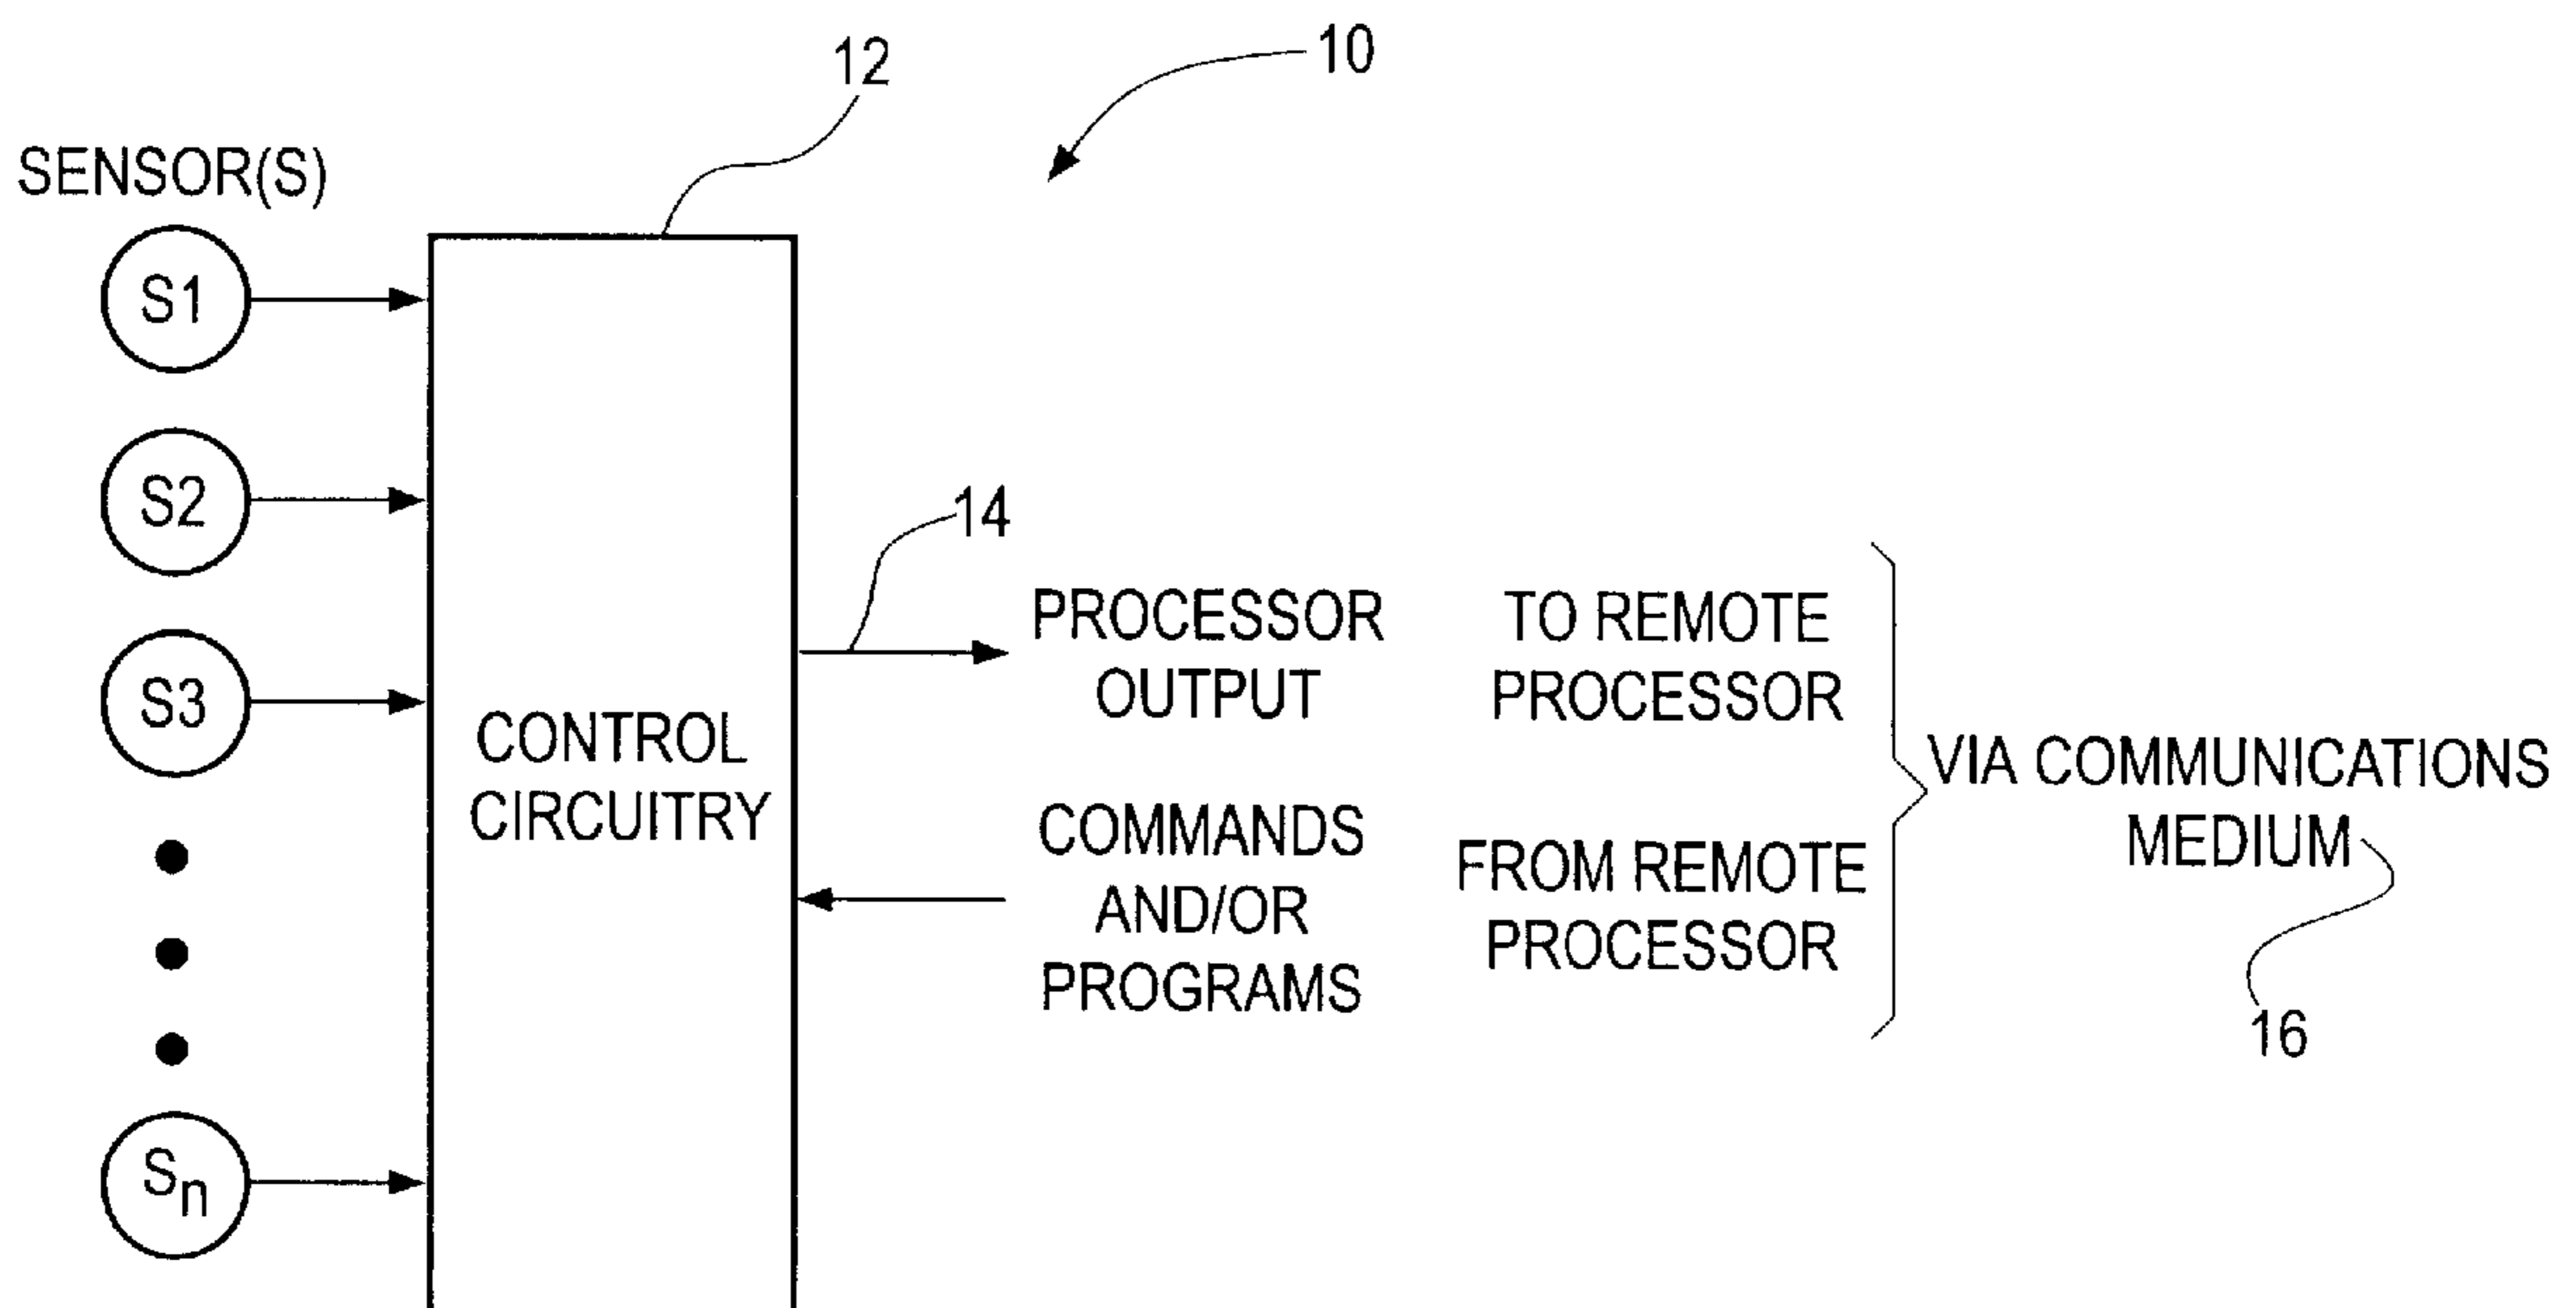 12
10
SENSOR(S)
S1
S2
S3
Sn
CONTROL
CIRCUITRY
14
PROCESSOR
OUTPUT
TO REMOTE
PROCESSOR
COMMANDS
AND/OR
PROGRAMS
FROM REMOTE
PROCESSOR
VIA COMMUNICATIONS
MEDIUM
16